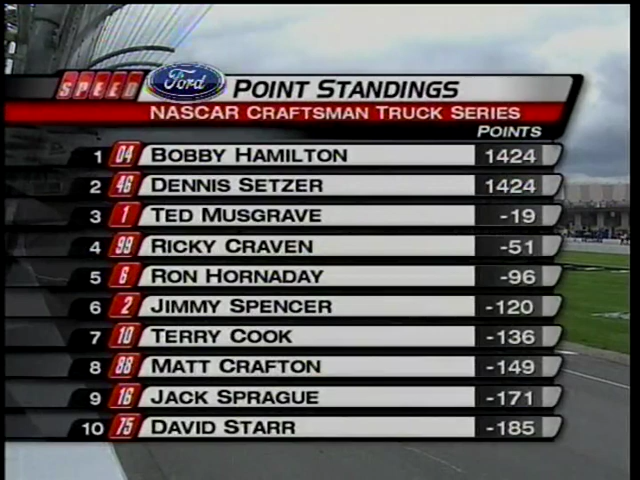 SPEED Ford POINT STANDINGS
NASCAR CRAFTSMAN TRUCK SERIES
POINTS
1 04 BOBBY HAMILTON 1424
2 46 DENNIS SETZER 1424
3 1 TED MUSGRAVE -19
4 99 RICKY CRAVEN -51
5 6 RON HORNADAY -96
6 2 JIMMY SPENCER -120
7 10 TERRY COOK -136
8 88 MATT CRAFTON -149
9 16 JACK SPRAGUE -171
10 75 DAVID STARR -185